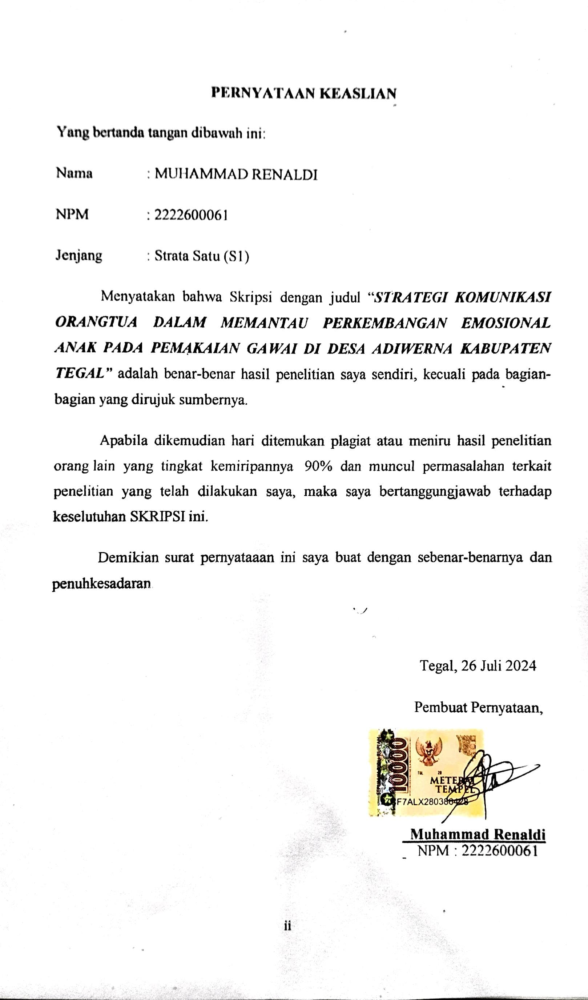 PERNYATAAN KEASLIAN
Yang bertanda tangan dibawah ini:
Nama : MUHAMMAD RENALDI
NPM : 2222600061
Jenjang : Strata Satu (S1)
Menyatakan bahwa Skripsi dengan judul “STRATEGI KOMUNIKASI
ORANGTUA DALAM MEMANTAU PERKEMBANGAN EMOSIONAL
ANAK PADA PEMAKAIAN GAWAI DI DESA ADIWERNA KABUPATEN
TEGAL” adalah benar-benar hasil penelitian saya sendiri, kecuali pada bagian-
bagian yang dirujuk sumbernya.
Apabila dikemudian hari ditemukan plagiat atau meniru hasil penelitian
orang lain yang tingkat kemiripannya 90% dan muncul permasalahan terkait
penelitian yang telah dilakukan saya, maka saya bertanggungjawab terhadap
keselutuhan SKRIPSI ini.
Demikian surat pernyataaan ini saya buat dengan sebenar-benarnya dan
penuhkesadaran
Tegal, 26 Juli 2024
Pembuat Pernyataan,
10000
TGL 20
METERAI
TEMPEL
Muhammad Renaldi
NPM : 2222600061
ii